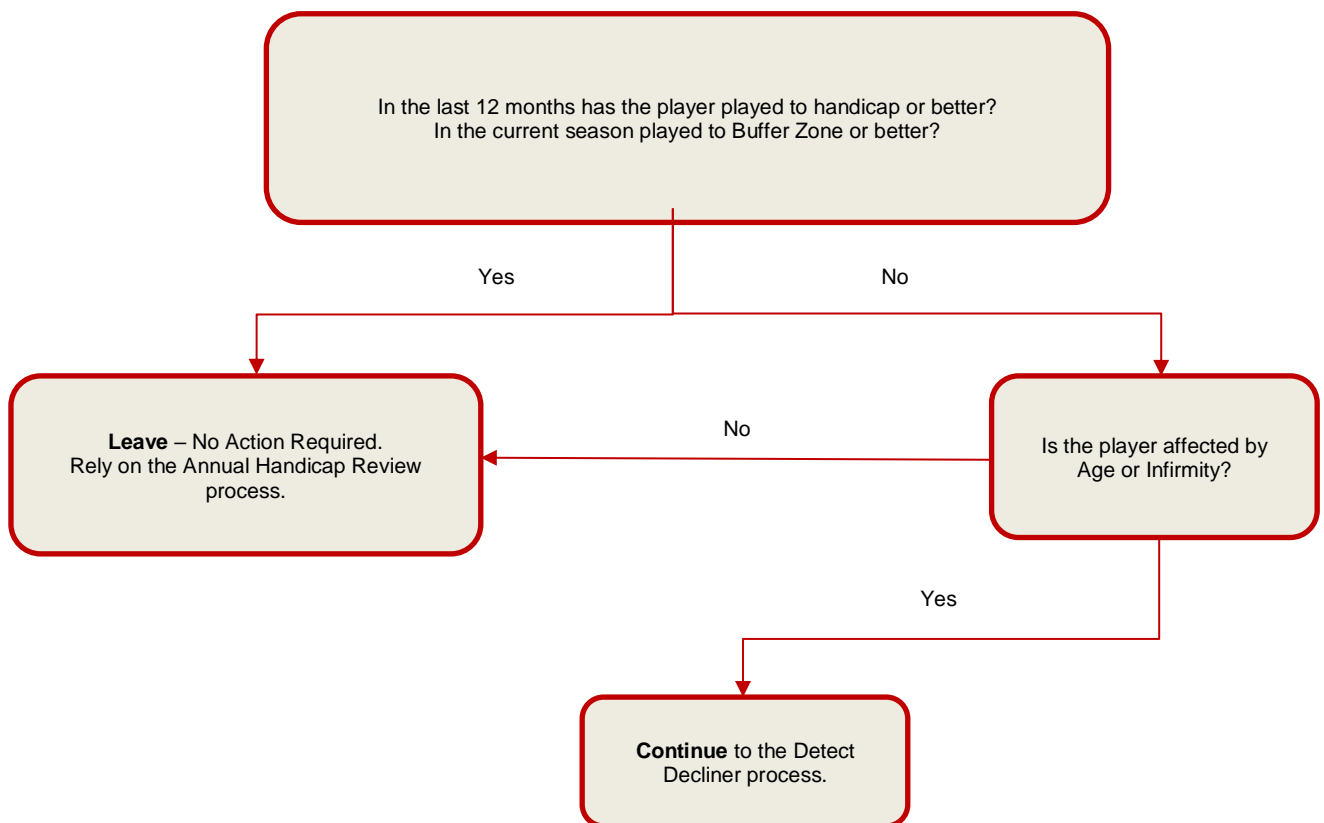 In the last 12 months has the player played to handicap or better?
In the current season played to Buffer Zone or better?
Yes
No
Leave – No Action Required.
Rely on the Annual Handicap Review
process.
No
Is the player affected by
Age or Infirmity?
Yes
Continue to the Detect
Decliner process.